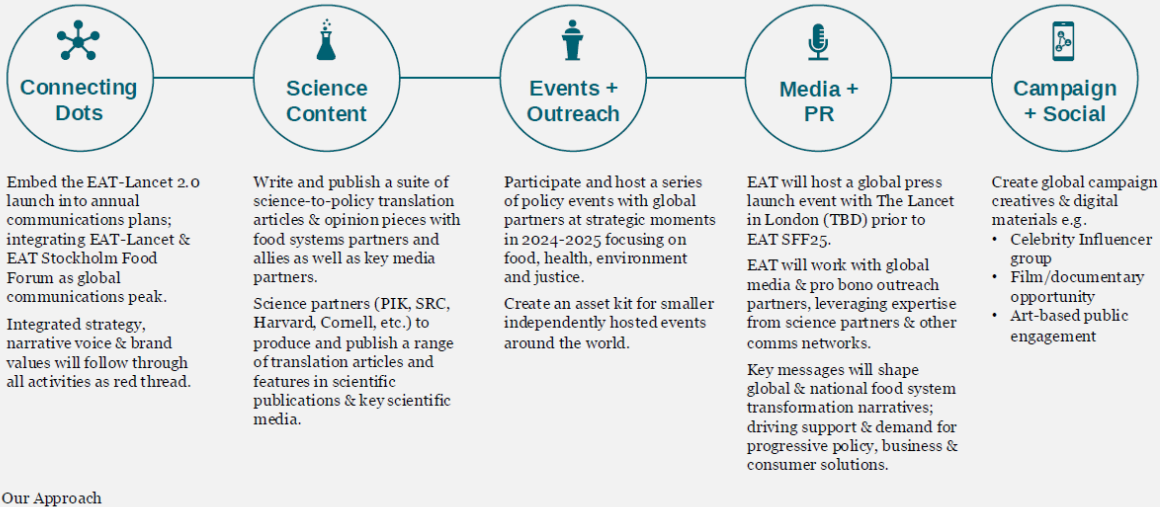 Connecting
Dots
Embed the EAT-Lancet 2.0
launch into annual
communications plans;
integrating EAT-Lancet &
EAT Stockholm Food
Forum as global
communications peak.
Integrated strategy,
narrative voice & brand
values will follow through
all activities as red thread.
Science
Content
Write and publish a suite of
science-to-policy translation
articles & opinion pieces with
food systems partners and
allies as well as key media
partners.
Science partners (PIK, SRC,
Harvard, Cornell, etc.) to
produce and publish a range
of translation articles and
features in scientific
publications & key scientific
media.
Events +
Outreach
Participate and host a series
of policy events with global
partners at strategic moments
in 2024-2025 focusing on
food, health, environment
and justice.
Create an asset kit for smaller
independently hosted events
around the world.
Media +
PR
EAT will host a global press
launch event with The Lancet
in London (TBD) prior to
EAT SFF25.
EAT will work with global
media & pro bono outreach
partners, leveraging expertise
from science partners & other
comms networks.
Key messages will shape
global & national food system
transformation narratives;
driving support & demand for
progressive policy, business &
consumer solutions.
Campaign
+ Social
Create global campaign
creatives & digital
materials e.g.
• Celebrity Influencer
group
• Film/documentary
opportunity
• Art-based public
engagement
Our Approach